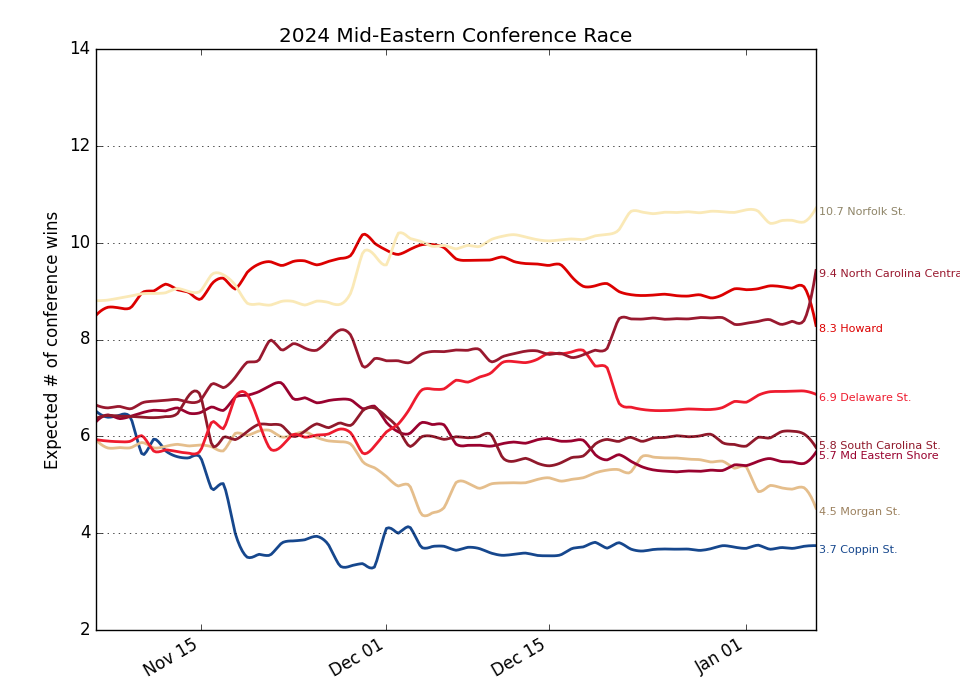 2024 Mid-Eastern Conference Race
Expected # of conference wins
14
12
10
8
6
4
2
Nov 15
Dec 01
Dec 15
Jan 01
10.7 Norfolk St.
9.4 North Carolina Centra
8.3 Howard
6.9 Delaware St.
5.8 South Carolina St.
5.7 Md Eastern Shore
4.5 Morgan St.
3.7 Coppin St.